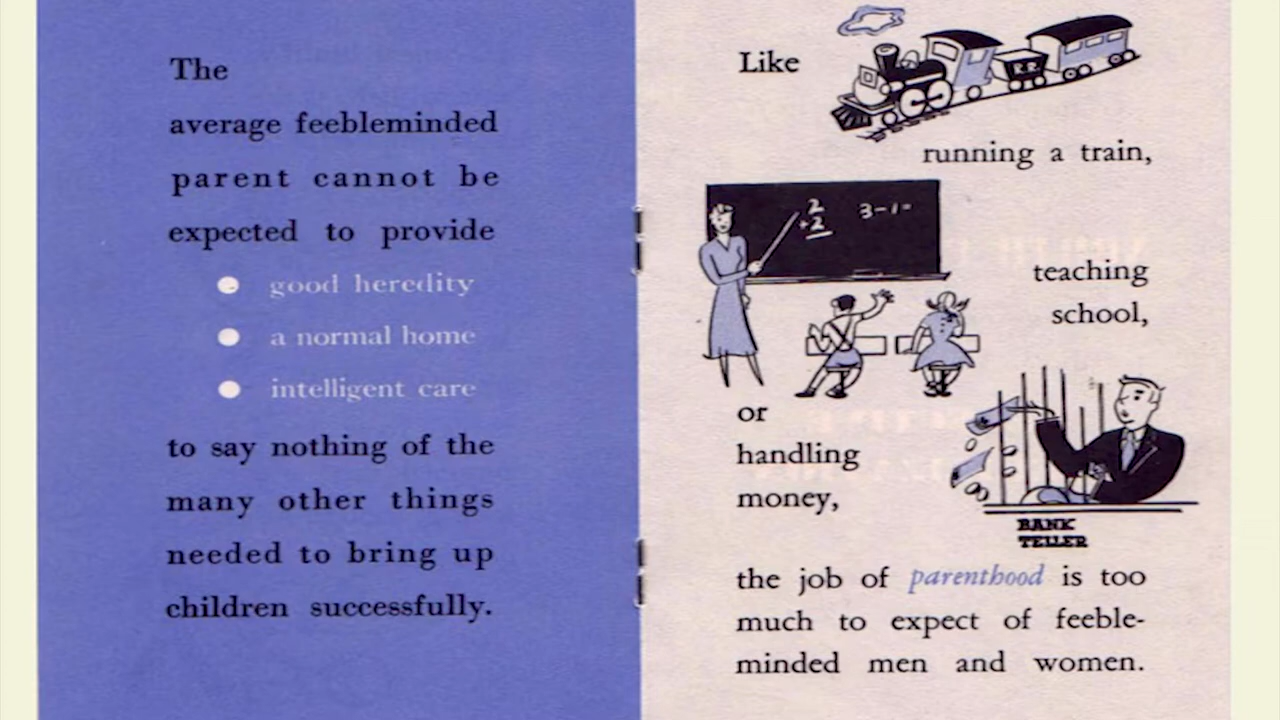 The
average feebleminded
parent cannot be
expected to provide
good heredity
a normal home
intelligent care
to say nothing of the
many other things
needed to bring up
children successfully.
Like
R.R.
running a train,
2
+2
3-1=
teaching
school,
or
handling
money,
BANK
TELLER
the job of parenthood is too
much to expect of feeble-
minded men and women.